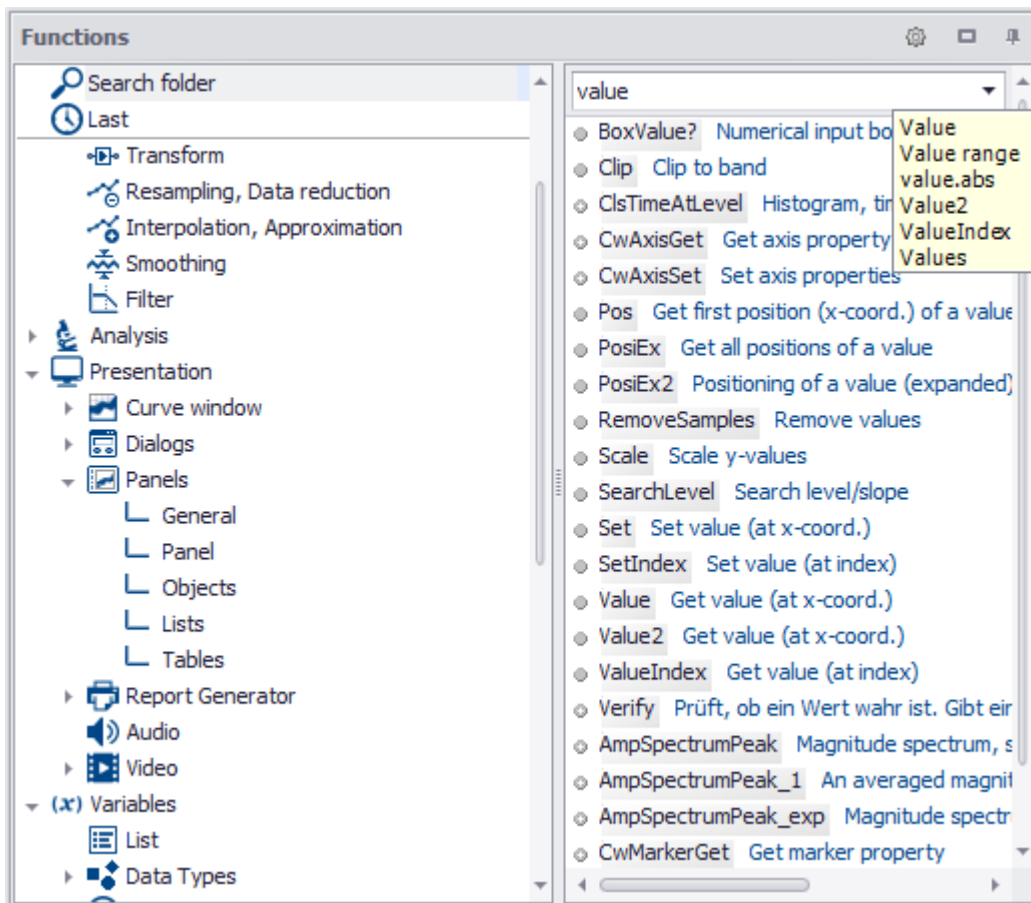 Functions
Search folder
Last
Transform
Resampling, Data reduction
Interpolation, Approximation
Smoothing
Filter
Analysis
Presentation
Curve window
Dialogs
Panels
General
Panel
Objects
Lists
Tables
Report Generator
Audio
Video
(x) Variables
List
Data Types
value
BoxValue? Numerical input bo
Clip Clip to band
ClsTimeAtLevel Histogram, tin
CwAxisGet Get axis property
CwAxisSet Set axis properties
Pos Get first position (x-coord.) of a value
PosiEx Get all positions of a value
PosiEx2 Positioning of a value (expanded)
RemoveSamples Remove values
Scale Scale y-values
SearchLevel Search level/slope
Set Set value (at x-coord.)
SetIndex Set value (at index)
Value Get value (at x-coord.)
Value2 Get value (at x-coord.)
ValueIndex Get value (at index)
Verify Prüft, ob ein Wert wahr ist. Gibt eir
AmpSpectrumPeak Magnitude spectrum, s
AmpSpectrumPeak_1 An averaged magnit
AmpSpectrumPeak_exp Magnitude spectr
CwMarkerGet Get marker property
Value
Value range
value.abs
Value2
ValueIndex
Values